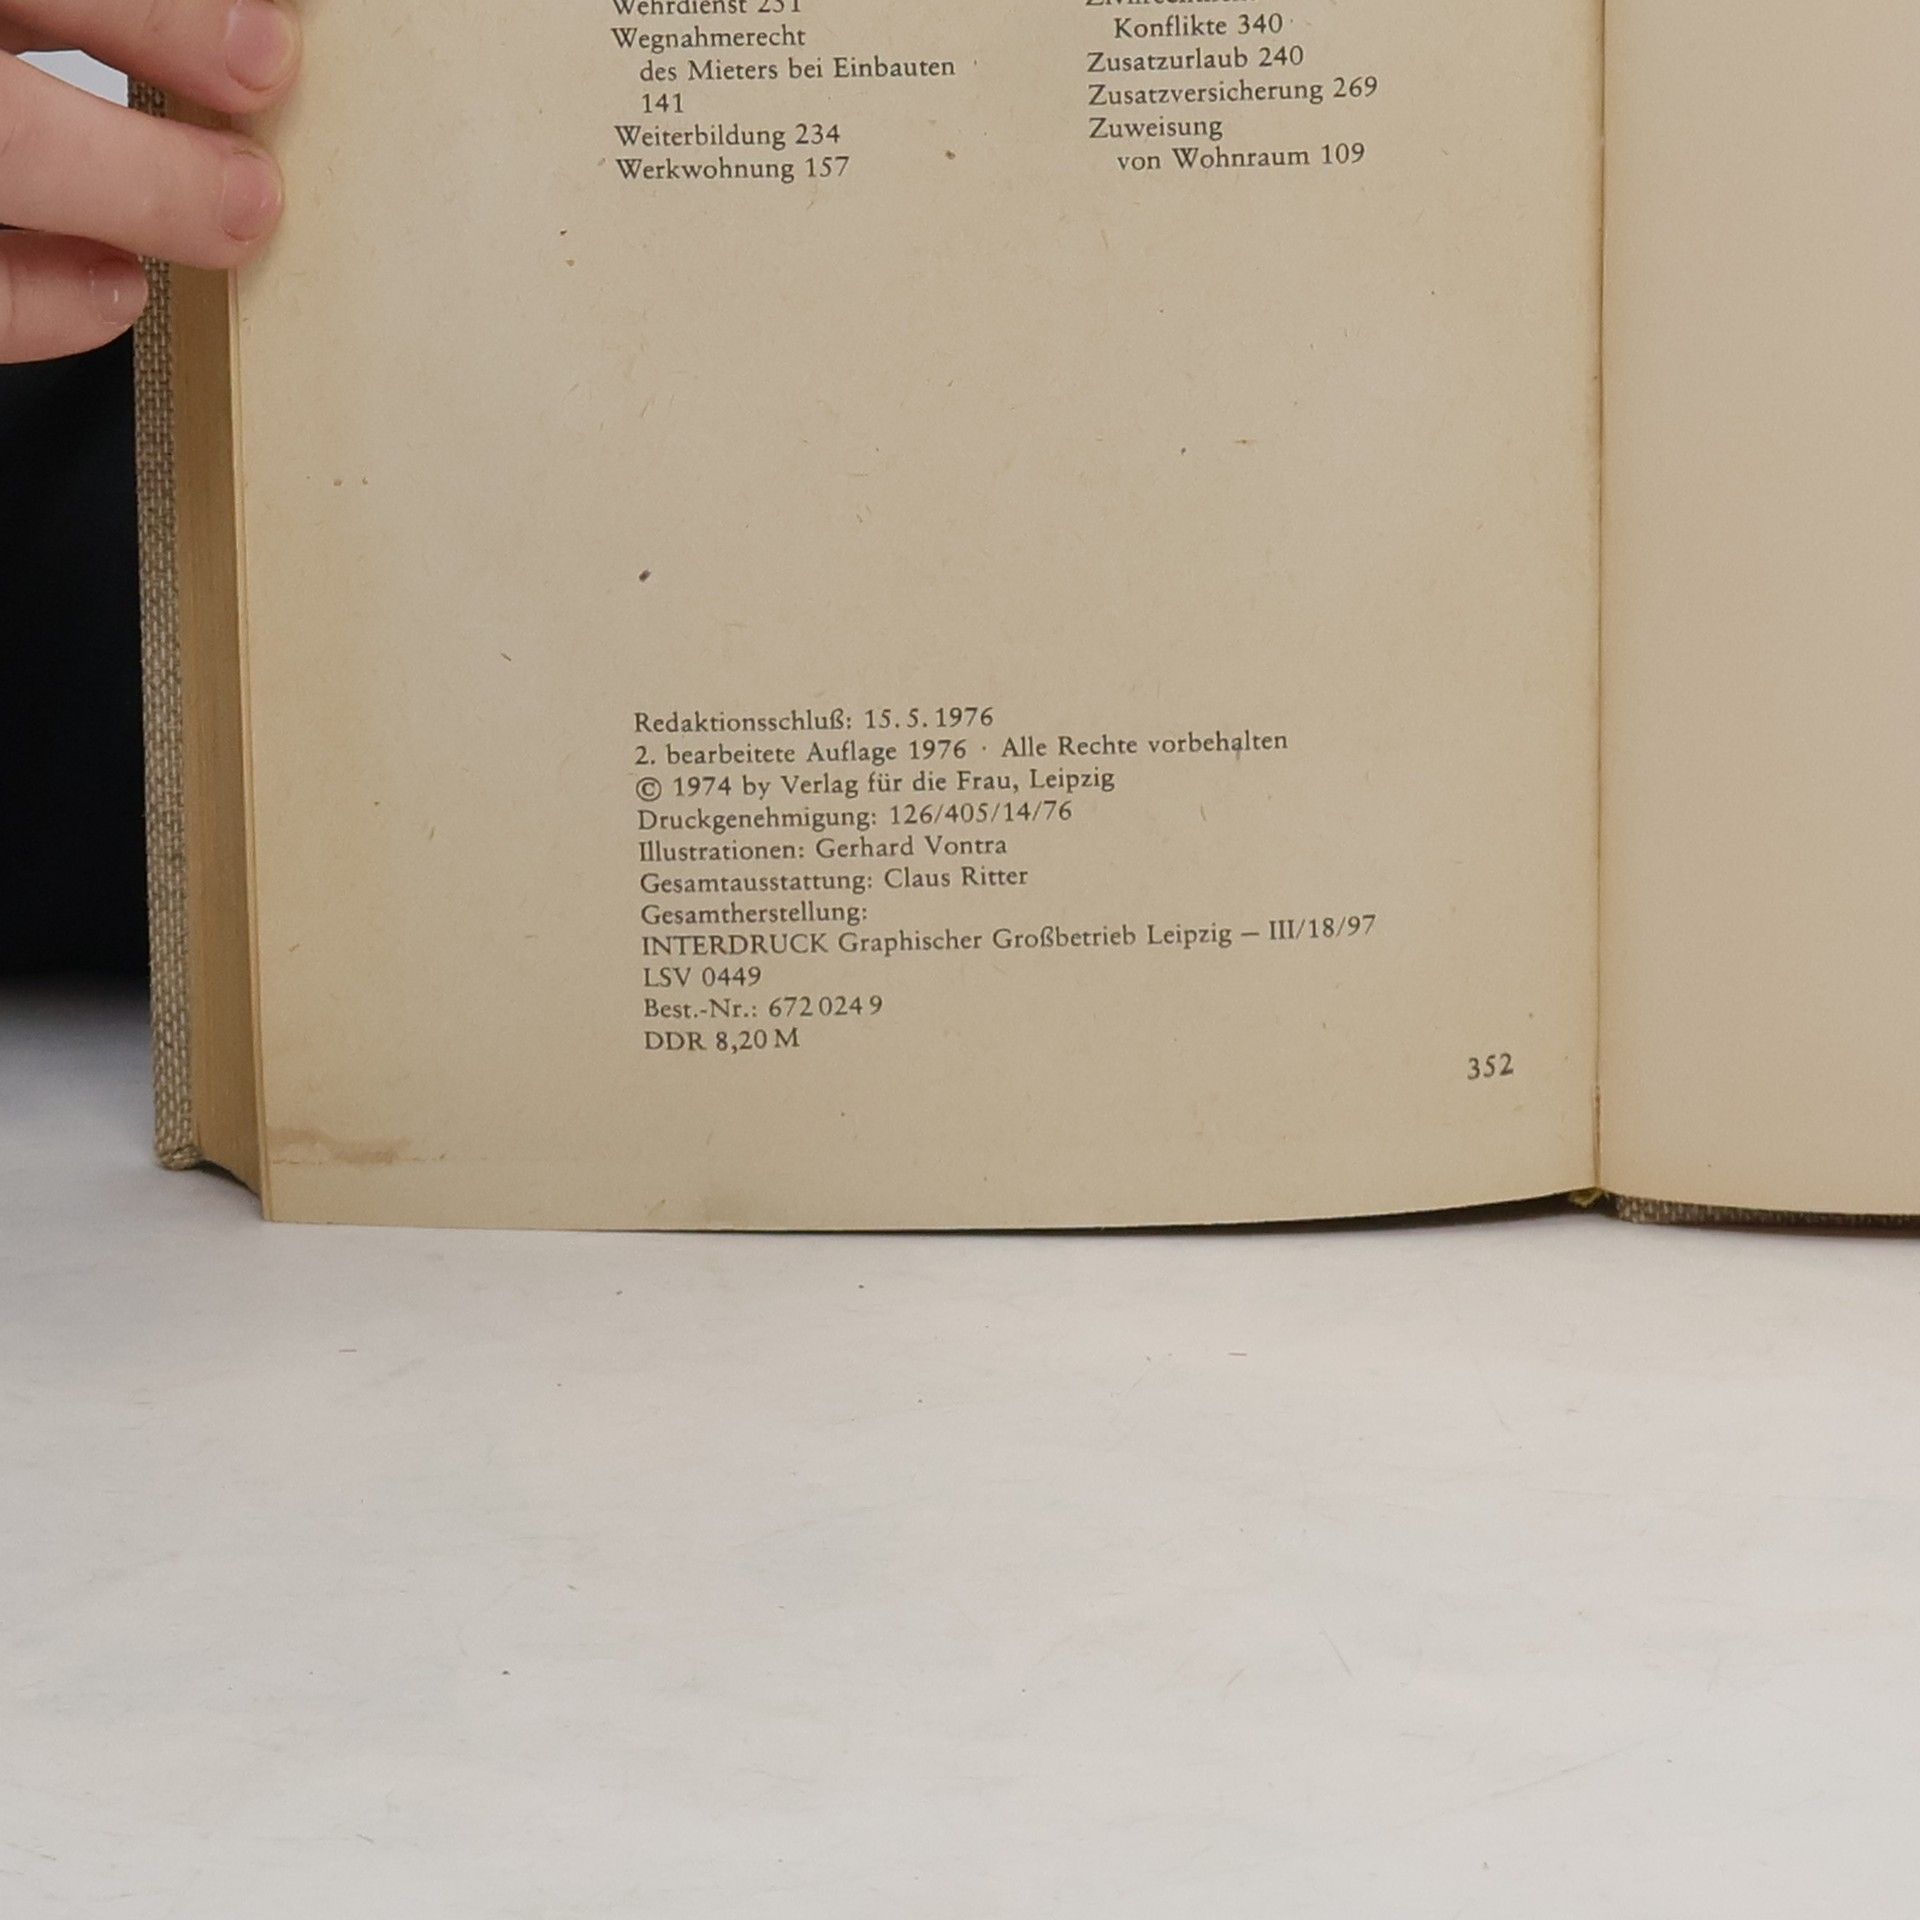 Wehrdienst 231
Wegnahmerecht
des Mieters bei Einbauten
141
Weiterbildung 234
Werkwohnung 157
Konflikte 340
Zusatzurlaub 240
Zusatzversicherung 269
Zuweisung
von Wohnraum 109
Redaktionsschluß: 15. 5. 1976
2. bearbeitete Auflage 1976 · Alle Rechte vorbehalten
© 1974 by Verlag für die Frau, Leipzig
Druckgenehmigung: 126/405/14/76
Illustrationen: Gerhard Vontra
Gesamtausstattung: Claus Ritter
Gesamtherstellung:
INTERDRUCK Graphischer Großbetrieb Leipzig – III/18/97
LSV 0449
Best.-Nr.: 672 024 9
DDR 8,20 M
352